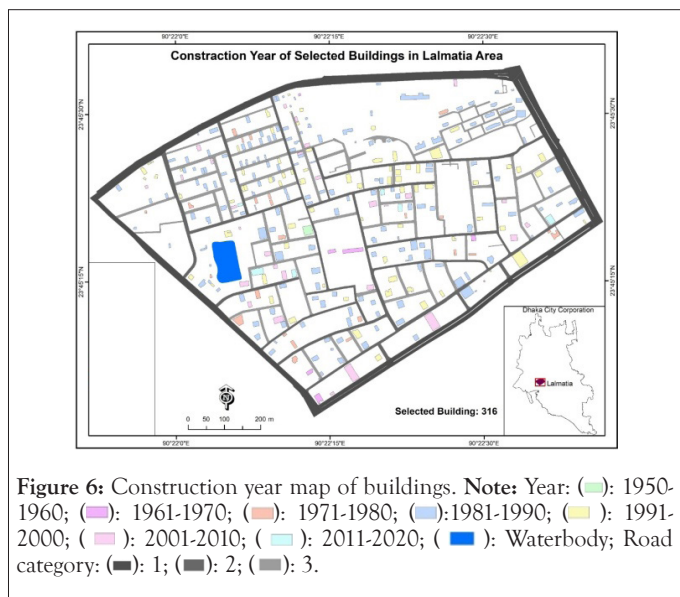 90°22'0"E
90°22'15"E
90°22'30"E
Constraction Year of Selected Buildings in Lalmatia Area
23°45'30"N
23°45'30"N
23°45'15"N
23°45'15"N
Dhaka City Corporation
Lalmatia
0 50 100 200 m
Selected Building: 316
90°22'0"E
90°22'15"E
90°22'30"E
Figure 6: Construction year map of buildings. Note: Year: ( ): 1950-
1960; ( ): 1961-1970; ( ): 1971-1980; ( ):1981-1990; ( ): 1991-
2000; ( ): 2001-2010; ( ): 2011-2020; ( ): Waterbody; Road
category: ( ): 1; ( ): 2; ( ): 3.